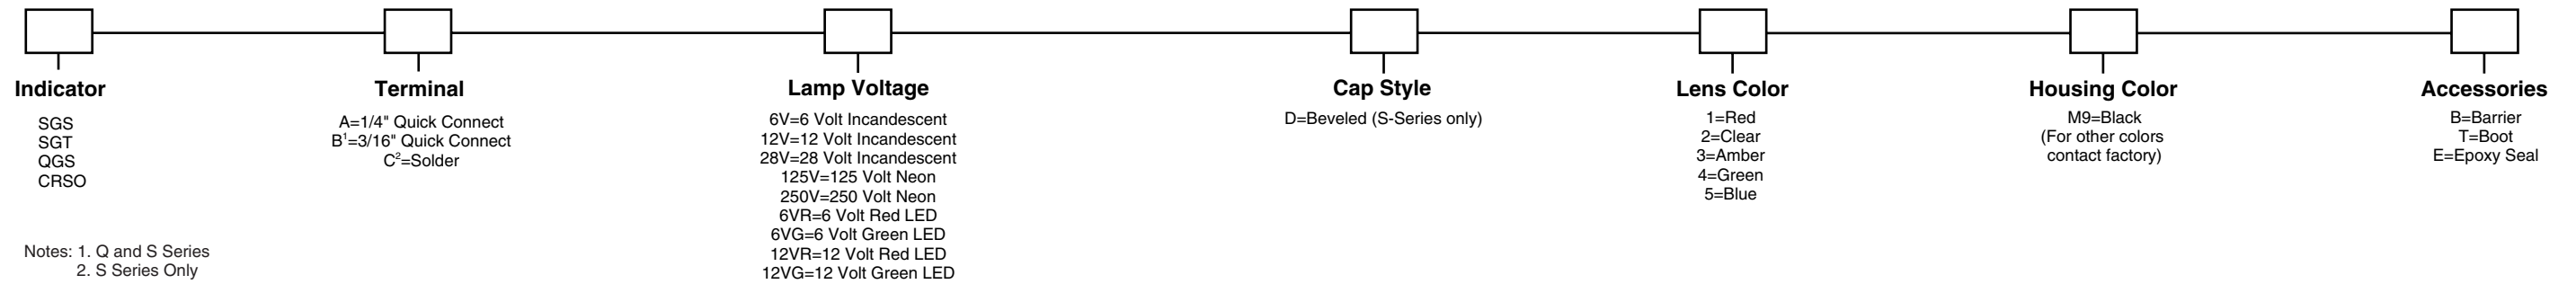 Indicator
SGS
SGT
QGS
CRSO
Notes: 1. Q and S Series
2. S Series Only
Terminal
A=1/4" Quick Connect
B¹=3/16" Quick Connect
C²=Solder
Lamp Voltage
6V=6 Volt Incandescent
12V=12 Volt Incandescent
28V=28 Volt Incandescent
125V=125 Volt Neon
250V=250 Volt Neon
6VR=6 Volt Red LED
6VG=6 Volt Green LED
12VR=12 Volt Red LED
12VG=12 Volt Green LED
Cap Style
D=Beveled (S-Series only)
Lens Color
1=Red
2=Clear
3=Amber
4=Green
5=Blue
Housing Color
M9=Black
(For other colors
contact factory)
Accessories
B=Barrier
T=Boot
E=Epoxy Seal